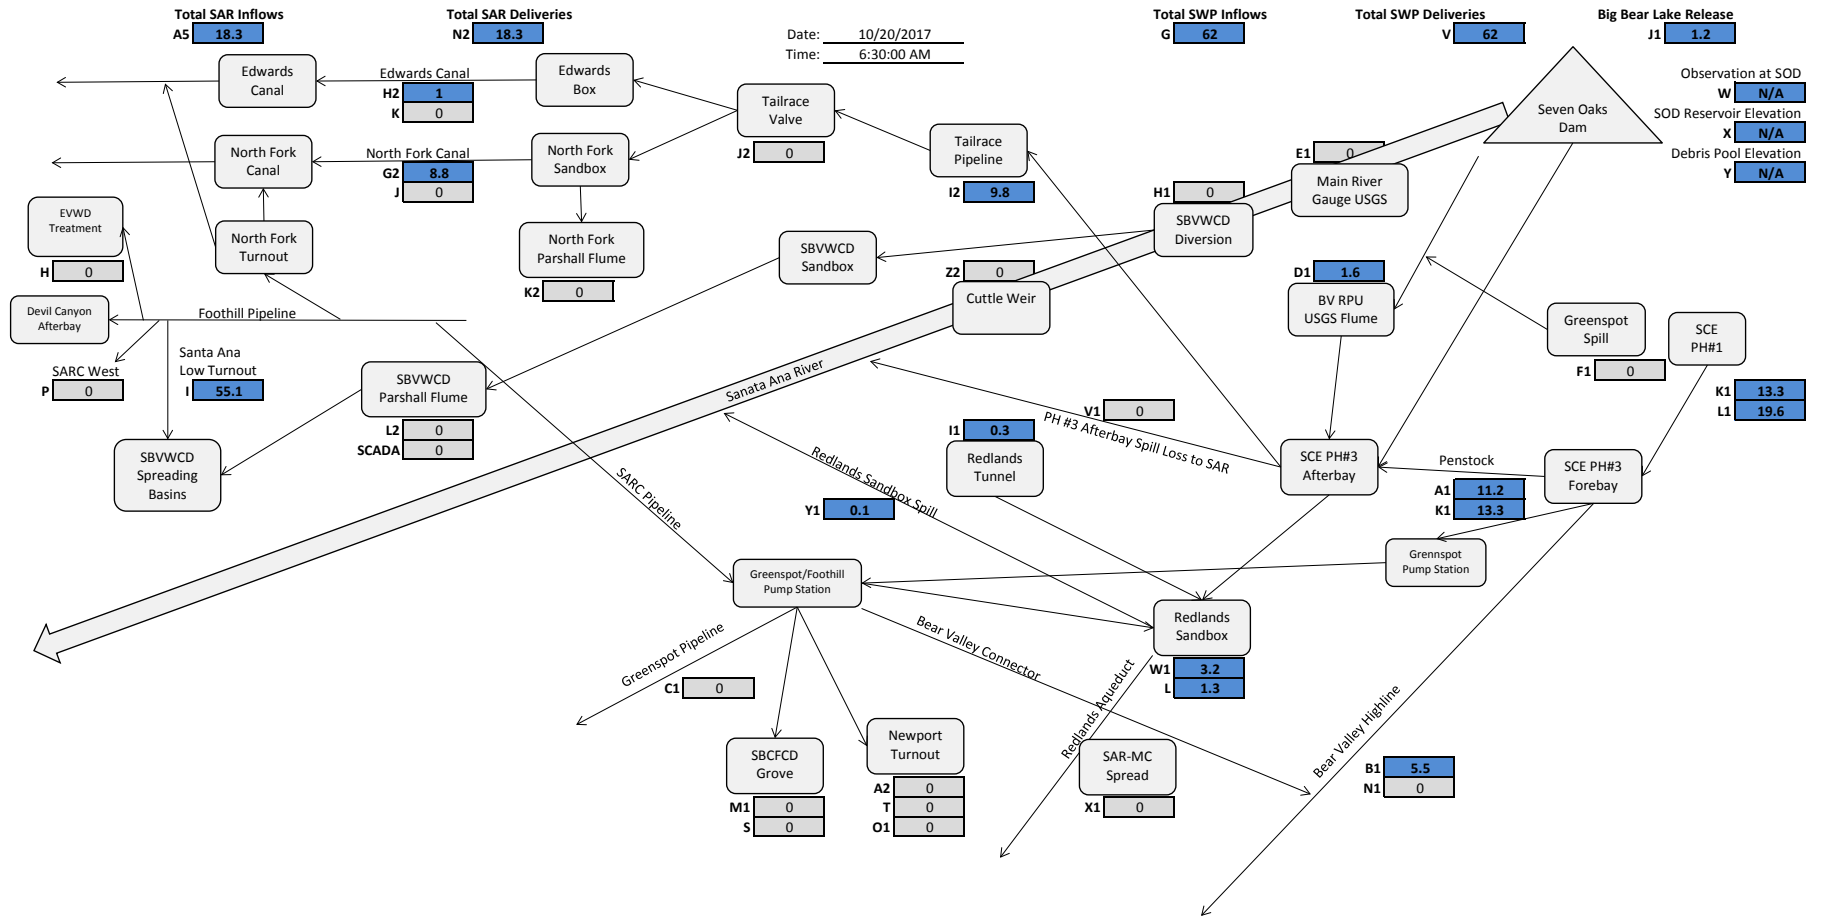 Total SAR Inflows
A5 18.3
Total SAR Deliveries
N2 18.3
Date: 10/20/2017
Time: 6:30:00 AM
Total SWP Inflows
G 62
Total SWP Deliveries
V 62
Big Bear Lake Release
J1 1.2
Edwards
Canal
Edwards Canal
H2 1
K 0
Edwards
Box
Tailrace
Valve
J2 0
Tailrace
Pipeline
I2 9.8
E1 0
Main River
Gauge USGS
Seven Oaks
Dam
Observation at SOD
W N/A
SOD Reservoir Elevation
X N/A
Debris Pool Elevation
Y N/A
North Fork
Canal
North Fork Canal
G2 8.8
J 0
North Fork
Sandbox
H1 0
SBVWCD
Diversion
EVWD
Treatment
H 0
North Fork
Turnout
North Fork
Parshall Flume
K2 0
SBVWCD
Sandbox
Z2 0
Cuttle Weir
D1 1.6
BV RPU
USGS Flume
Greenspot
Spill
F1 0
SCE
PH#1
K1 13.3
L1 19.6
Devil Canyon
Afterbay
Foothill Pipeline
SARC West
P 0
Santa Ana
Low Turnout
I 55.1
SBVWCD
Parshall Flume
L2 0
SCADA 0
Sanata Ana River
V1 0
PH #3 Afterbay Spill Loss to SAR
I1 0.3
Redlands
Tunnel
SCE PH#3
Afterbay
Penstock
A1 11.2
K1 13.3
SCE PH#3
Forebay
SBVWCD
Spreading
Basins
SARC Pipeline
Redlands Sandbox Spill
Y1 0.1
Grennspot
Pump Station
Greenspot/Foothill
Pump Station
Redlands
Sandbox
W1 3.2
L 1.3
Greenspot Pipeline
C1 0
Bear Valley Connector
Redlands Aqueduct
Bear Valley Highline
SBCFCD
Grove
M1 0
S 0
Newport
Turnout
A2 0
T 0
O1 0
SAR-MC
Spread
X1 0
B1 5.5
N1 0